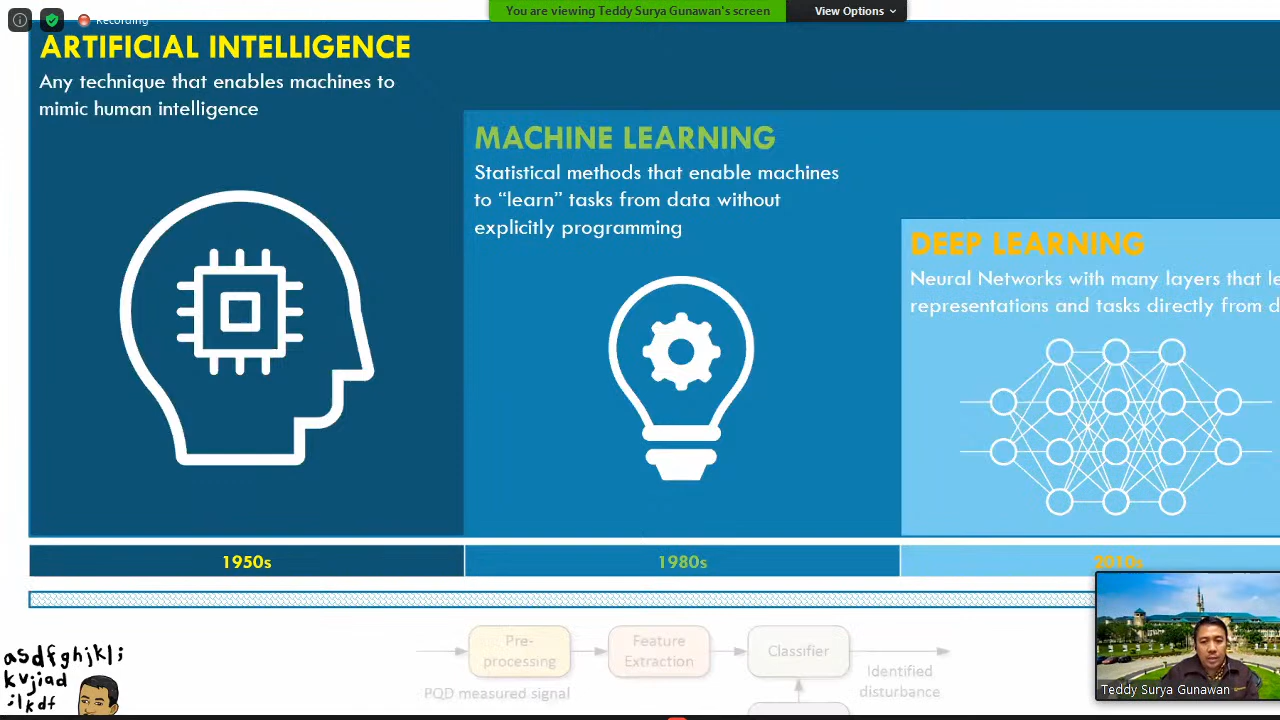 Recording
You are viewing Teddy Surya Gunawan's screen
View Options
ARTIFICIAL INTELLIGENCE
Any technique that enables machines to
mimic human intelligence
MACHINE LEARNING
Statistical methods that enable machines
to “learn” tasks from data without
explicitly programming
DEEP LEARNING
Neural Networks with many layers that le
representations and tasks directly from d
1950s
1980s
2010s
Pre-
processing
Feature
Extraction
Classifier
Identified
disturbance
PQD measured signal
asdfghjkl;
kvjiad
;lkdf
Teddy Surya Gunawan